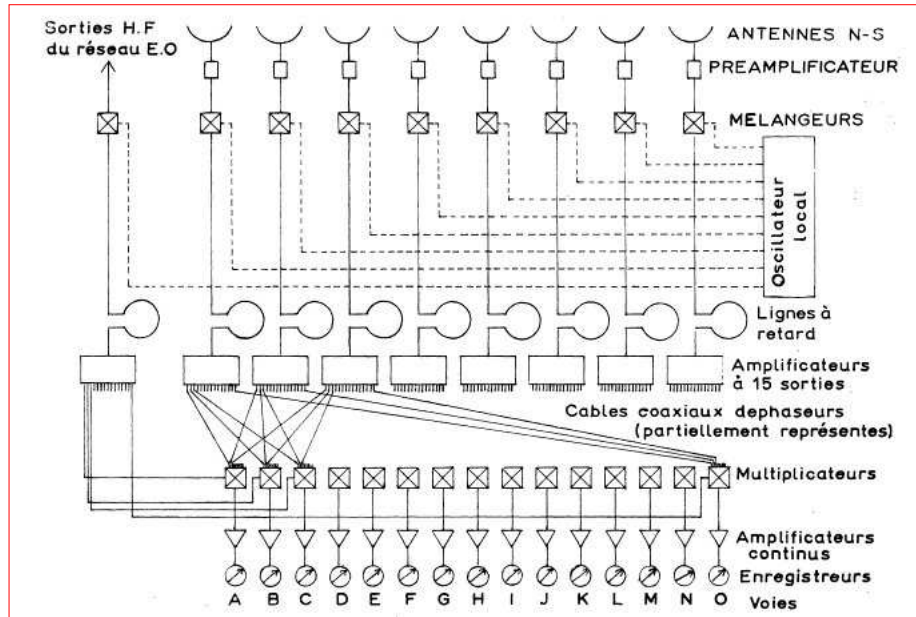 Sorties H.F
du réseau E.O
ANTENNES N-S
PREAMPLIFICATEUR
MELANGEURS
Oscillateur
local
Lignes à
retard
Amplificateurs
à 15 sorties
Cables coaxiaux dephaseurs
(partiellement représentes)
Multiplicateurs
Amplificateurs
continus
Enregistreurs
A B C D E F G H I J K L M N O
Voies